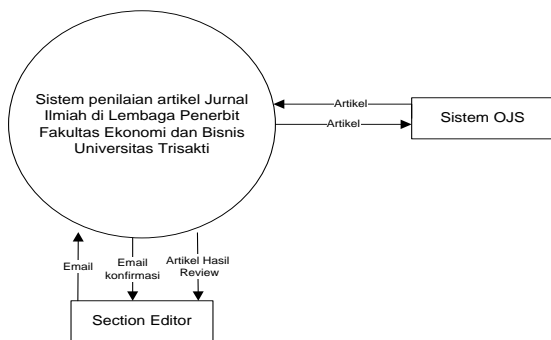 Sistem penilaian artikel Jurnal
Ilmiah di Lembaga Penerbit
Fakultas Ekonomi dan Bisnis
Universitas Trisakti
Artikel
Artikel
Sistem OJS
Email
Email
konfirmasi
Artikel Hasil
Review
Section Editor